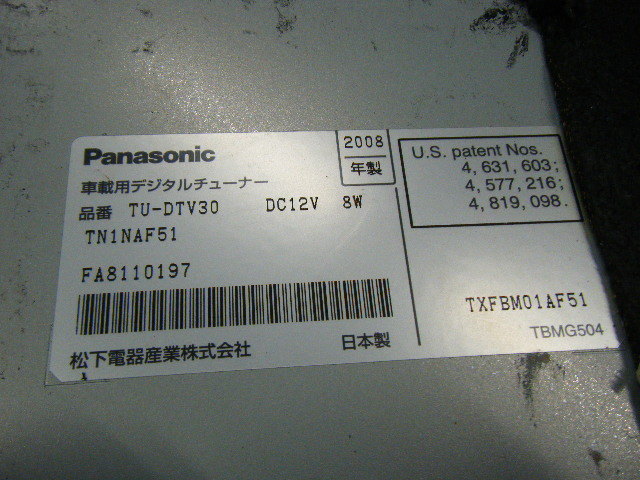 Panasonic
2008
年製
車載用デジタルチューナー
品番 TU-DTV30 DC12V 8W
TN1NAF51
FA8110197
松下電器産業株式会社
日本製
U.S. patent Nos.
4, 631, 603;
4, 577, 216;
4, 819, 098.
TXFBM01AF51
TBMG504